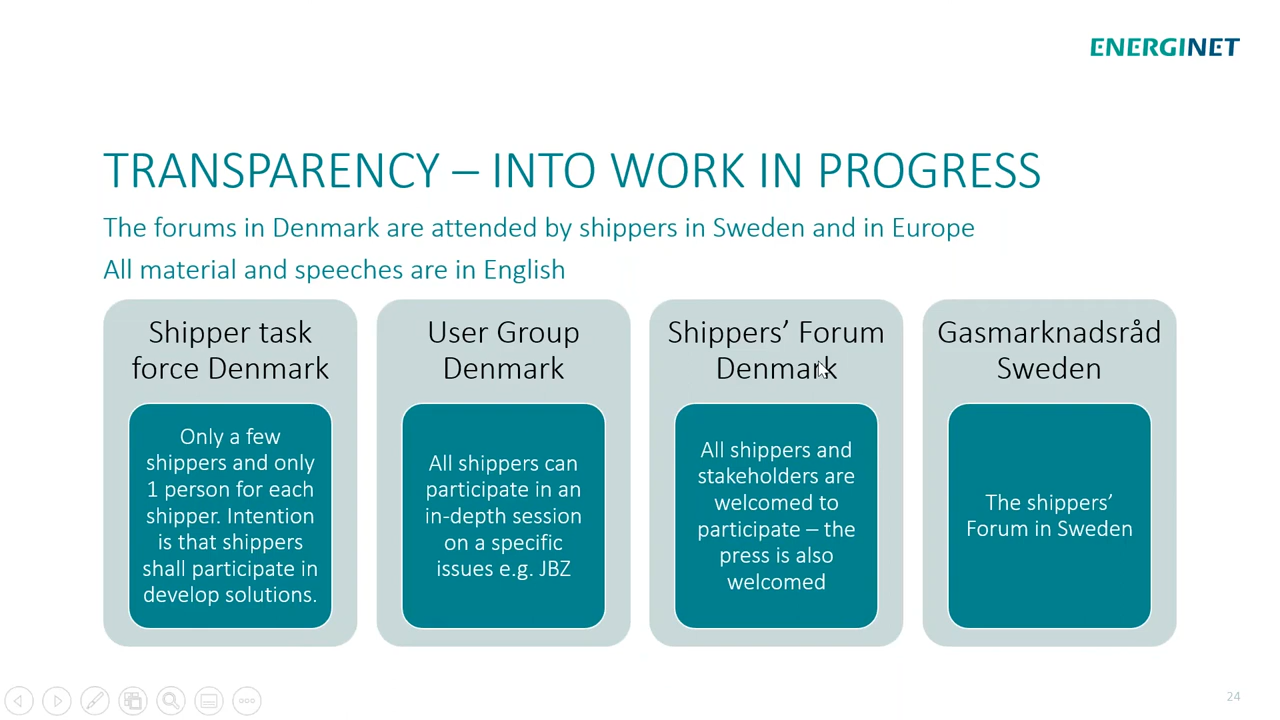 ENERGINET
TRANSPARENCY – INTO WORK IN PROGRESS
The forums in Denmark are attended by shippers in Sweden and in Europe
All material and speeches are in English
Shipper task
force Denmark
Only a few
shippers and only
1 person for each
shipper. Intention
is that shippers
shall participate in
develop solutions.
User Group
Denmark
All shippers can
participate in an
in-depth session
on a specific
issues e.g. JBZ
Shippers’ Forum
Denmark
All shippers and
stakeholders are
welcomed to
participate – the
press is also
welcomed
Gasmarknadsråd
Sweden
The shippers’
Forum in Sweden
24